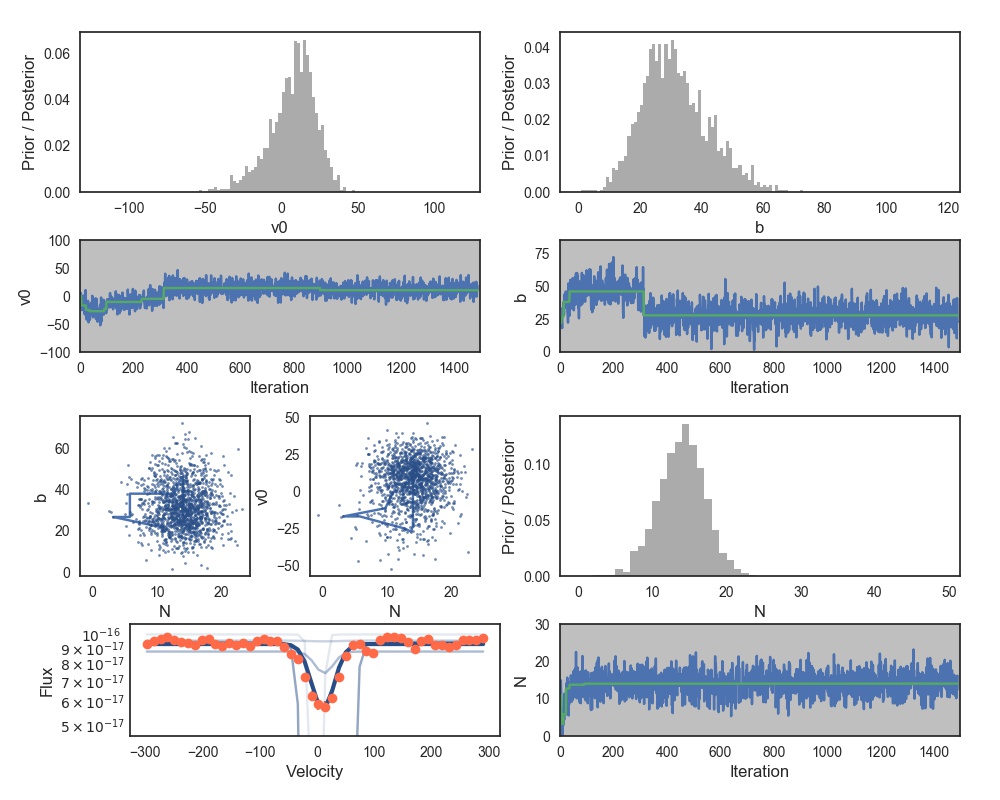 0.06
0.04
0.02
0.00
Prior / Posterior
−100 −50 0 50 100
v0
0.04
0.03
0.02
0.01
0.00
Prior / Posterior
0 20 40 60 80 100 120
b
100
50
0
−50
−100
v0
0 200 400 600 800 1000 1200 1400
Iteration
75
50
25
0
b
0 200 400 600 800 1000 1200 1400
Iteration
60
40
20
0
b
0 10 20
N
50
25
0
−25
−50
v0
0 10 20
N
0.10
0.05
0.00
Prior / Posterior
0 10 20 30 40 50
N
10⁻¹⁶
9 × 10⁻¹⁷
8 × 10⁻¹⁷
7 × 10⁻¹⁷
6 × 10⁻¹⁷
5 × 10⁻¹⁷
Flux
−300 −200 −100 0 100 200 300
Velocity
30
20
10
0
N
0 200 400 600 800 1000 1200 1400
Iteration